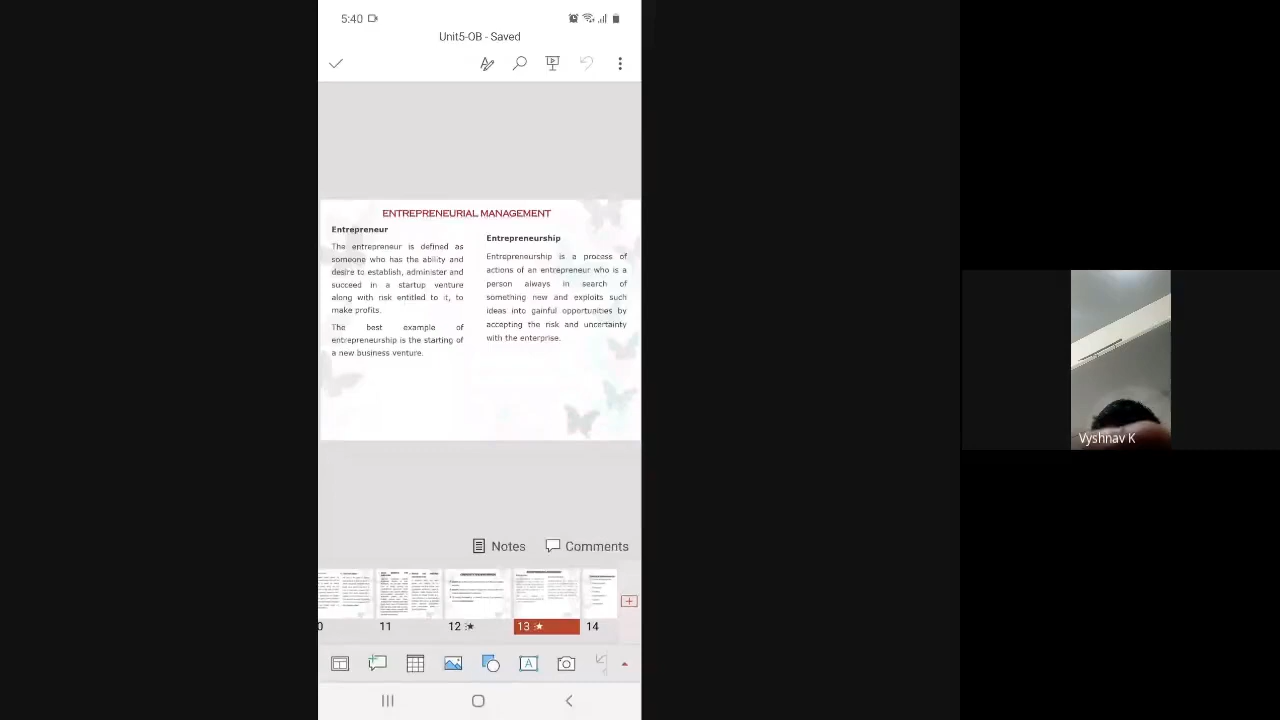 5:40
Unit5-OB - Saved
ENTREPRENEURIAL MANAGEMENT
Entrepreneur
The entrepreneur is defined as
someone who has the ability and
desire to establish, administer and
succeed in a startup venture
along with risk entitled to it, to
make profits.
The best example of
entrepreneurship is the starting of
a new business venture.
Entrepreneurship
Entrepreneurship is a process of
actions of an entrepreneur who is a
person always in search of
something new and exploits such
ideas into gainful opportunities by
accepting the risk and uncertainty
with the enterprise.
Vyshnav K
Notes
Comments
0
11
12
13
14